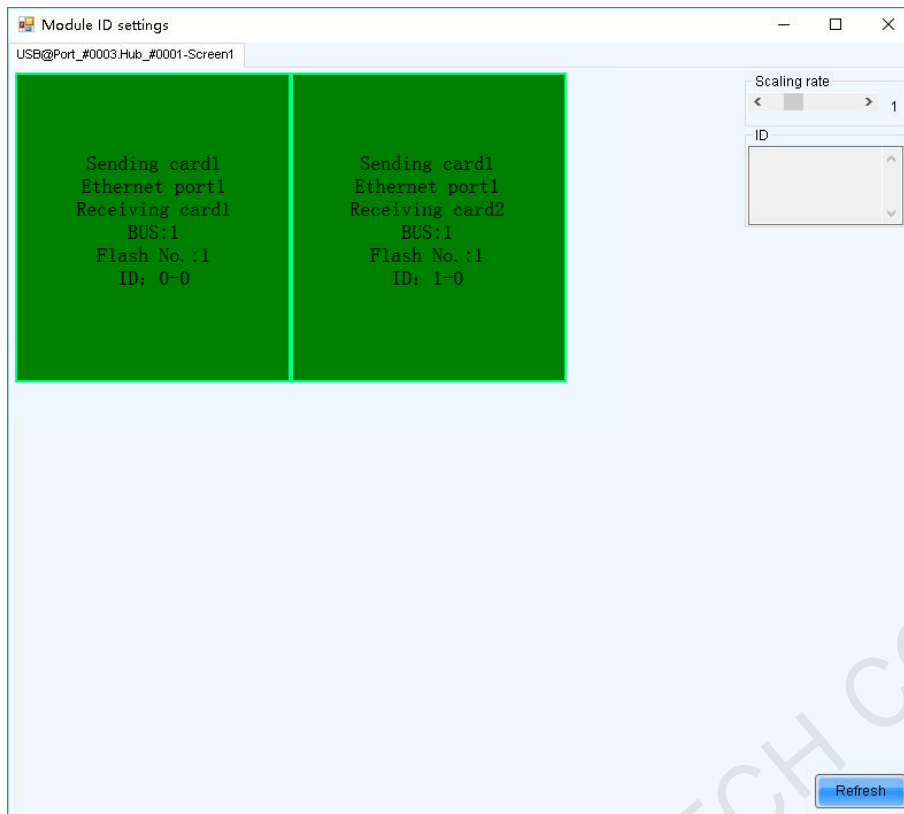 Module ID settings
USB@Port_#0003.Hub_#0001-Screen1
Sending card1
Ethernet port1
Receiving card1
BUS:1
Flash No.:1
ID: 0-0
Sending card1
Ethernet port1
Receiving card2
BUS:1
Flash No.:1
ID: 1-0
Scaling rate
1
ID
Refresh
TECH CO